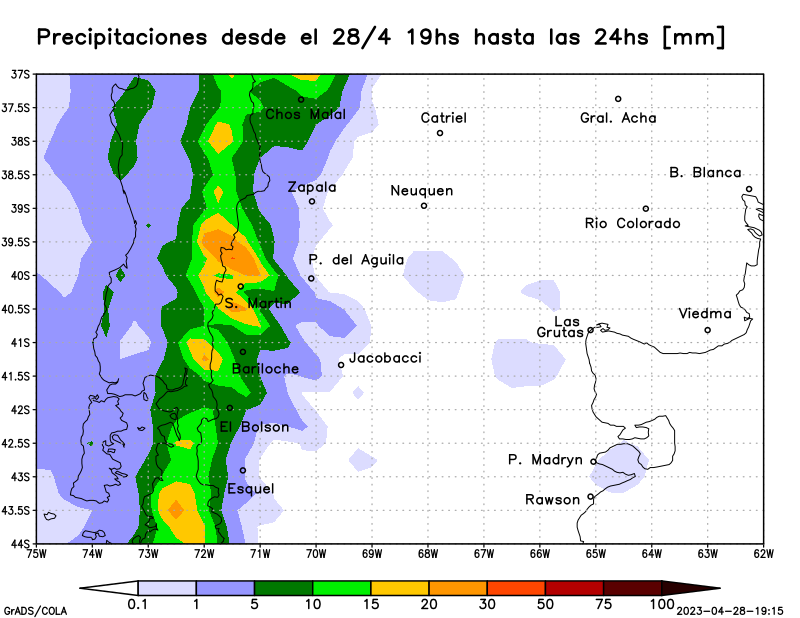 Precipitaciones desde el 28/4 19hs hasta las 24hs [mm]
37S
37.5S
38S
38.5S
39S
39.5S
40S
40.5S
41S
41.5S
42S
42.5S
43S
43.5S
44S
Chos Malal
Catriel
Gral. Acha
B. Blanca
Zapala
Neuquen
Rio Colorado
P. del Aguila
S. Martin
Las
Grutas
Viedma
Bariloche
Jacobacci
El Bolson
P. Madryn
Esquel
Rawson
75W 74W 73W 72W 71W 70W 69W 68W 67W 66W 65W 64W 63W 62W
0.1 1 5 10 15 20 30 50 75 100
GrADS/COLA
2023-04-28-19:15